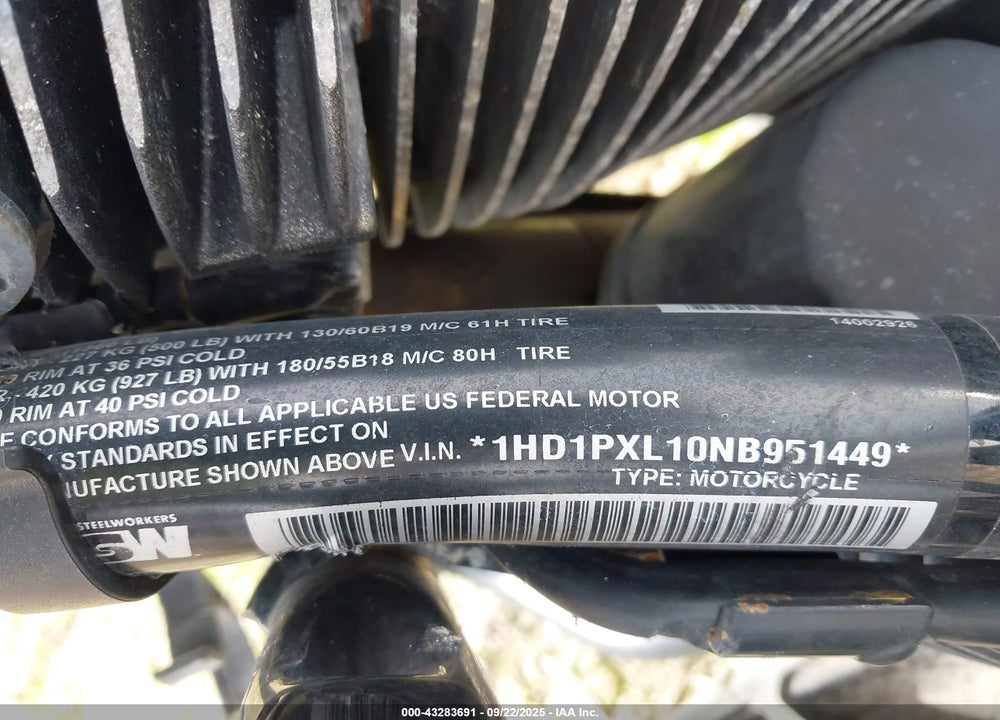 14002926
227 KG (500 LB) WITH 130/60B19 M/C 61H TIRE
RIM AT 36 PSI COLD
R, - 420 KG (927 LB) WITH 180/55B18 M/C 80H TIRE
RIM AT 40 PSI COLD
CONFORMS TO ALL APPLICABLE US FEDERAL MOTOR
STANDARDS IN EFFECT ON
UFACTURE SHOWN ABOVE V.I.N. *1HD1PXL10NB951449*
TYPE: MOTORCYCLE
STEELWORKERS
000-43283691 - 09/22/2025 - IAA Inc.